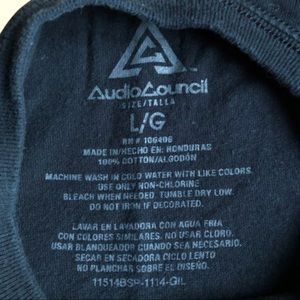 AudioCouncil
SIZE/TALLA
L/G
RN # 106406
MADE IN/HECHO EN: HONDURAS
100% COTTON/ALGODÓN
MACHINE WASH IN COLD WATER WITH LIKE COLORS.
USE ONLY NON-CHLORINE
BLEACH WHEN NEEDED. TUMBLE DRY LOW.
DO NOT IRON IF DECORATED.
LAVAR EN LAVADORA CON AGUA FRIA
CON COLORES SIMILARES. NO USAR CLORO.
USAR BLANQUEADOR CUANDO SEA NECESARIO.
SECAR EN SECADORA CICLO LENTO
NO PLANCHAR SOBRE EL DISEÑO.
11514BSP-1114-GIL